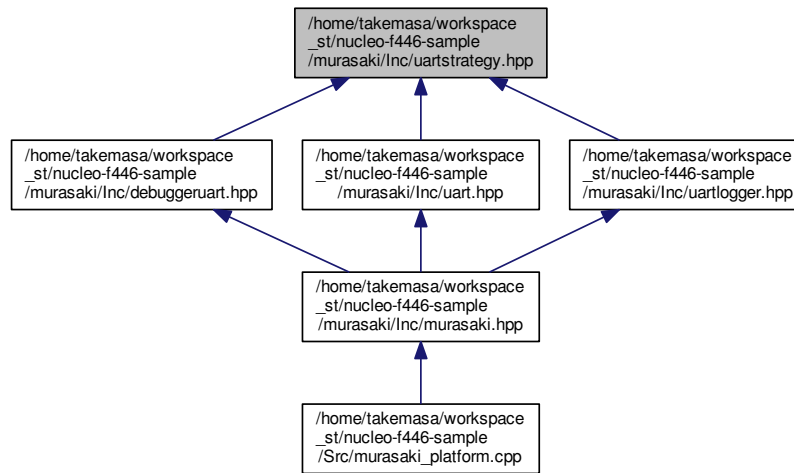 /home/takemasa/workspace
_st/nucleo-f446-sample
/murasaki/Inc/uartstrategy.hpp
/home/takemasa/workspace
_st/nucleo-f446-sample
/murasaki/Inc/debuggeruart.hpp
/home/takemasa/workspace
_st/nucleo-f446-sample
/murasaki/Inc/uart.hpp
/home/takemasa/workspace
_st/nucleo-f446-sample
/murasaki/Inc/uartlogger.hpp
/home/takemasa/workspace
_st/nucleo-f446-sample
/murasaki/Inc/murasaki.hpp
/home/takemasa/workspace
_st/nucleo-f446-sample
/Src/murasaki_platform.cpp